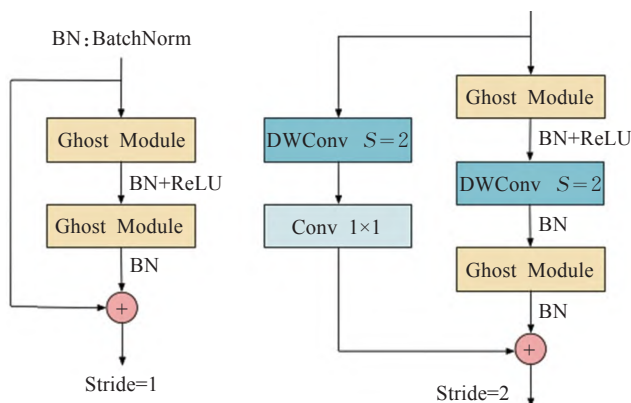 BN:BatchNorm
Ghost Module
BN+ReLU
Ghost Module
BN
+
Stride=1
DWConv S=2
Conv 1×1
Ghost Module
BN+ReLU
DWConv S=2
BN
Ghost Module
BN
+
Stride=2